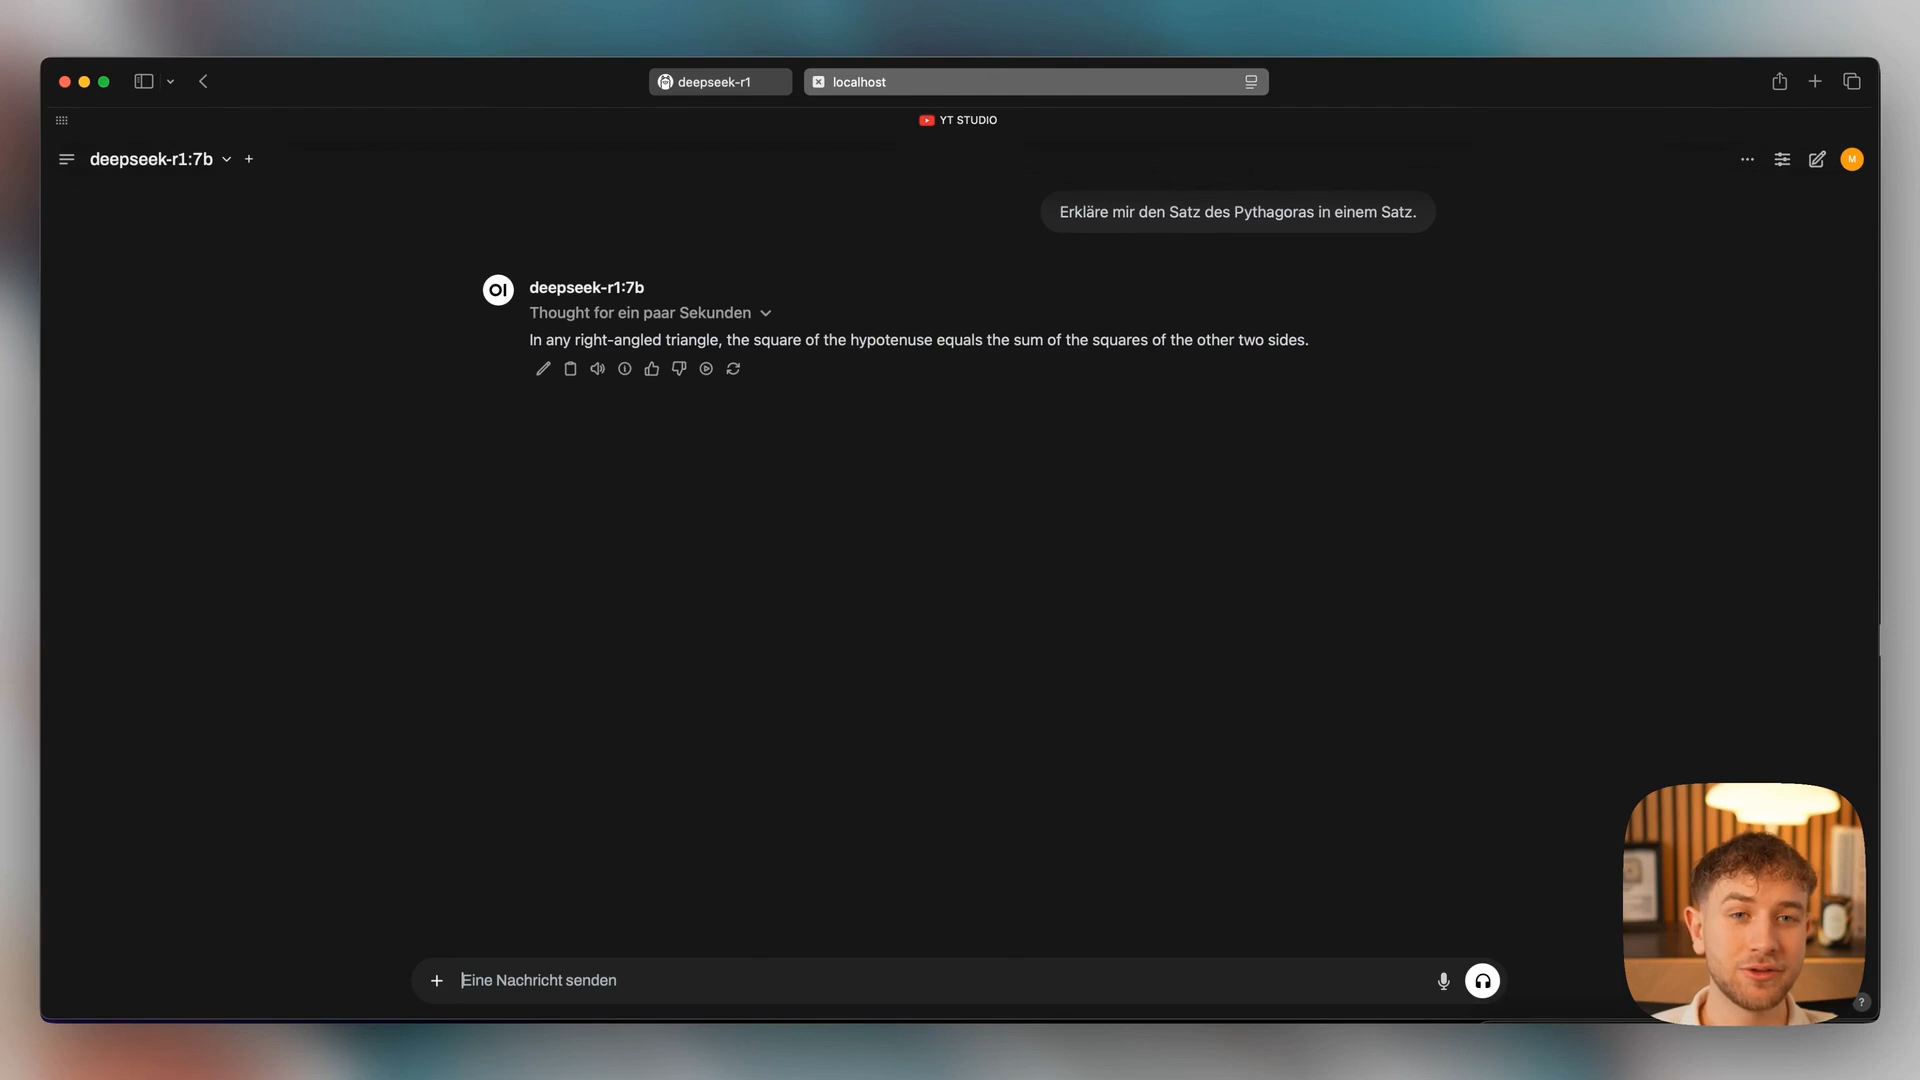 deepseek-r1
localhost
YT STUDIO
deepseek-r1:7b
M
Erkläre mir den Satz des Pythagoras in einem Satz.
OI
deepseek-r1:7b
Thought for ein paar Sekunden
In any right-angled triangle, the square of the hypotenuse equals the sum of the squares of the other two sides.
Eine Nachricht senden
?